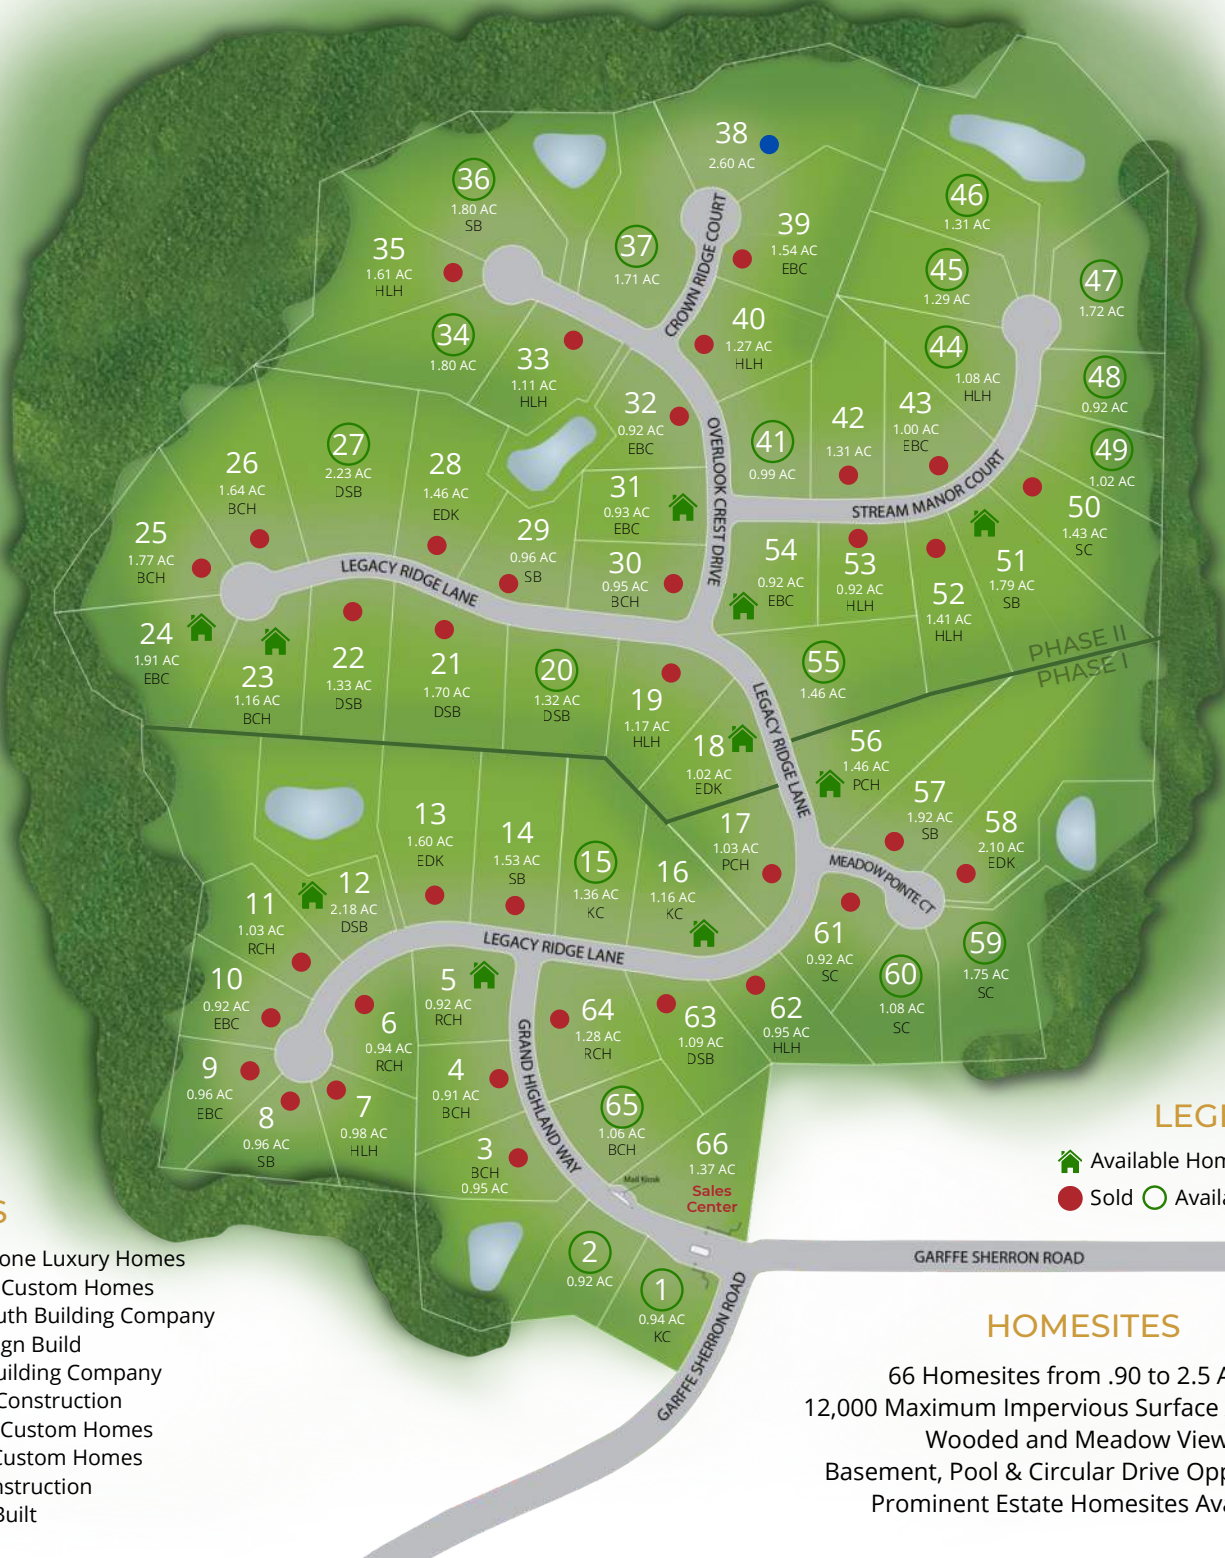 38
2.60 AC
36
1.80 AC
SB
46
1.31 AC
35
1.61 AC
HLH
37
1.71 AC
CROWN RIDGE COURT
39
1.54 AC
EBC
45
1.29 AC
47
1.72 AC
34
1.80 AC
33
1.11 AC
HLH
40
1.27 AC
HLH
44
1.08 AC
HLH
48
0.92 AC
32
0.92 AC
EBC
OVERLOOK CREST DRIVE
41
0.99 AC
42
1.31 AC
43
1.00 AC
EBC
49
1.02 AC
26
1.64 AC
BCH
27
2.23 AC
DSB
28
1.46 AC
EDK
31
0.93 AC
EBC
STREAM MANOR COURT
50
1.43 AC
SC
25
1.77 AC
BCH
LEGACY RIDGE LANE
29
0.96 AC
SB
30
0.95 AC
BCH
54
0.92 AC
EBC
53
0.92 AC
HLH
52
1.41 AC
HLH
51
1.79 AC
SB
24
1.91 AC
EBC
23
1.16 AC
BCH
22
1.33 AC
DSB
21
1.70 AC
DSB
20
1.32 AC
DSB
19
1.17 AC
HLH
18
1.02 AC
EDK
LEGACY RIDGE LANE
55
1.46 AC
PHASE II
PHASE I
56
1.46 AC
PCH
57
1.92 AC
SB
58
2.10 AC
EDK
13
1.60 AC
EDK
14
1.53 AC
SB
15
1.36 AC
KC
16
1.16 AC
KC
17
1.03 AC
PCH
MEADOW POINTE CT
11
1.03 AC
RCH
12
2.18 AC
DSB
LEGACY RIDGE LANE
61
0.92 AC
SC
60
1.08 AC
SC
59
1.75 AC
SC
10
0.92 AC
EBC
5
0.92 AC
RCH
6
0.94 AC
RCH
GRAND HIGHLAND WAY
64
1.28 AC
RCH
63
1.09 AC
DSB
62
0.95 AC
HLH
9
0.96 AC
EBC
8
0.96 AC
SB
7
0.98 AC
HLH
4
0.91 AC
BCH
3
BCH
0.95 AC
65
1.06 AC
BCH
66
1.37 AC
Sales
Center
Mail Kiosk
2
0.92 AC
1
0.94 AC
KC
GARFFE SHERRON ROAD
GARFFE SHERRON ROAD
LEGE
Available Hom
Sold Availa
S
one Luxury Homes
Custom Homes
uth Building Company
gn Build
uilding Company
Construction
Custom Homes
Custom Homes
nstruction
Built
HOMESITES
66 Homesites from .90 to 2.5 A
12,000 Maximum Impervious Surface
Wooded and Meadow View
Basement, Pool & Circular Drive Opp
Prominent Estate Homesites Ava